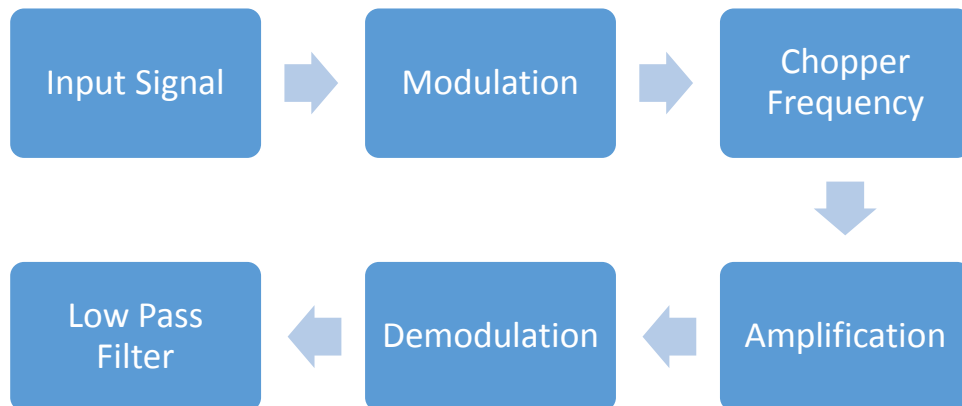 Input Signal
Modulation
Chopper
Frequency
Amplification
Demodulation
Low Pass
Filter